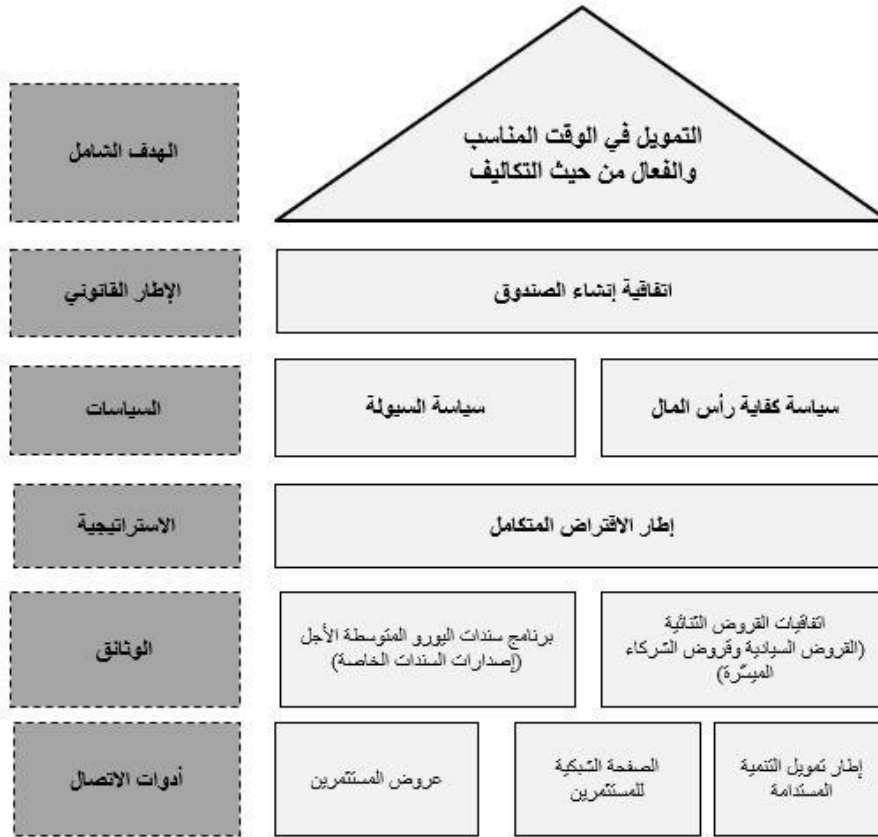 الهدف الشامل
التمويل في الوقت المناسب
والفعال من حيث التكاليف
الإطار القانوني
اتفاقية إنشاء الصندوق
السياسات
سياسة كفاية رأس المال
سياسة السيولة
الاستراتيجية
إطار الاقتراض المتكامل
الوثائق
اتفاقيات القروض الثنائية
(القروض السيادية وقروض الشركاء
الميسّرة)
برنامج سندات اليورو المتوسطة الأجل
(إصدارات السندات الخاصة)
أدوات الاتصال
إطار تمويل التنمية
المستدامة
الصفحة الشبكية
للمستثمرين
عروض المستثمرين